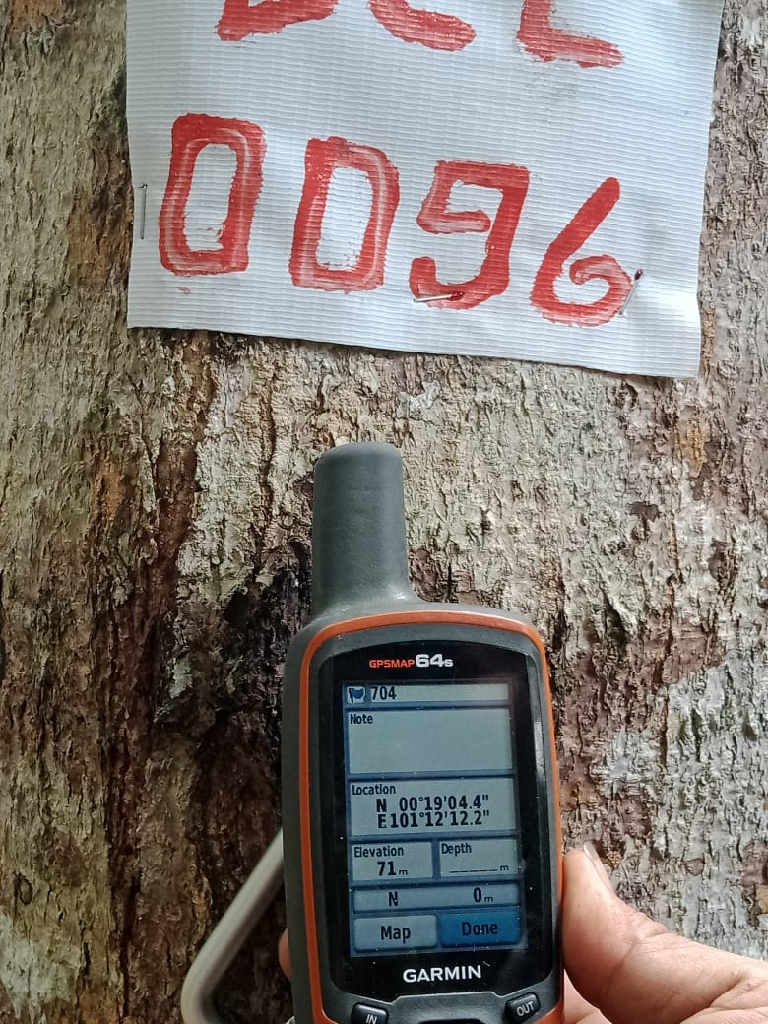 0096
GPSMAP 64s
704
Note
Location
N 00°19'04.4"
E101°12'12.2"
Elevation Depth
71m _____m
N 0m
Map Done
GARMIN
IN OUT